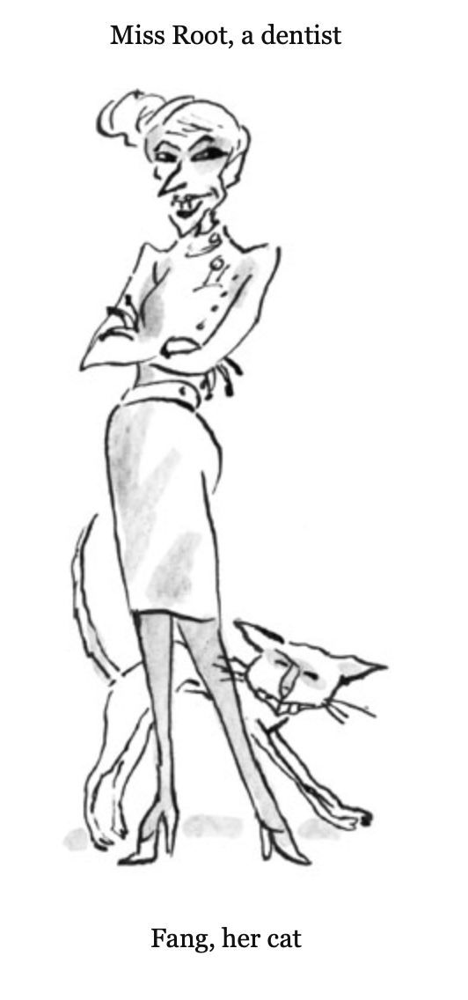 Miss Root, a dentist
Fang, her cat